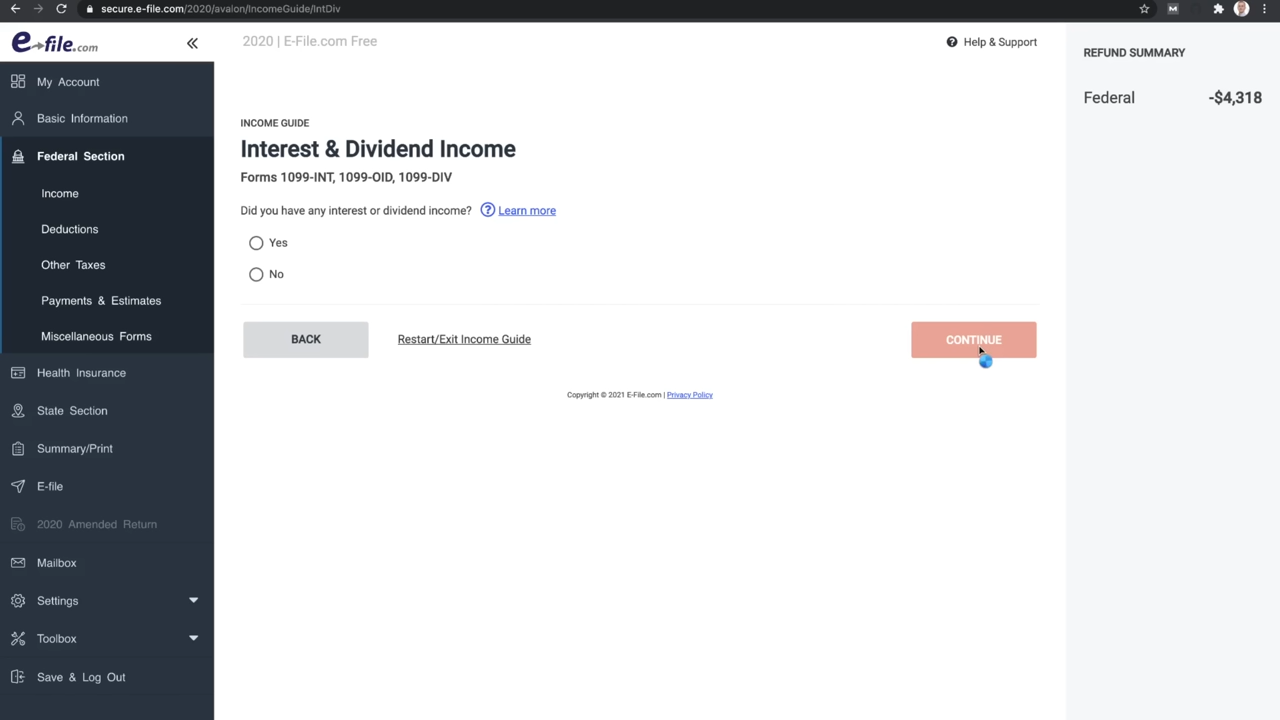 secure.e-file.com/2020/avalon/IncomeGuide/IntDiv
e-file.com
My Account
Basic Information
Federal Section
Income
Deductions
Other Taxes
Payments & Estimates
Miscellaneous Forms
Health Insurance
State Section
Summary/Print
E-file
2020 Amended Return
Mailbox
Settings
Toolbox
Save & Log Out
2020 | E-File.com Free
Help & Support
INCOME GUIDE
Interest & Dividend Income
Forms 1099-INT, 1099-OID, 1099-DIV
Did you have any interest or dividend income? Learn more
Yes
No
BACK
Restart/Exit Income Guide
CONTINUE
Copyright © 2021 E-File.com | Privacy Policy
REFUND SUMMARY
Federal -$4,318